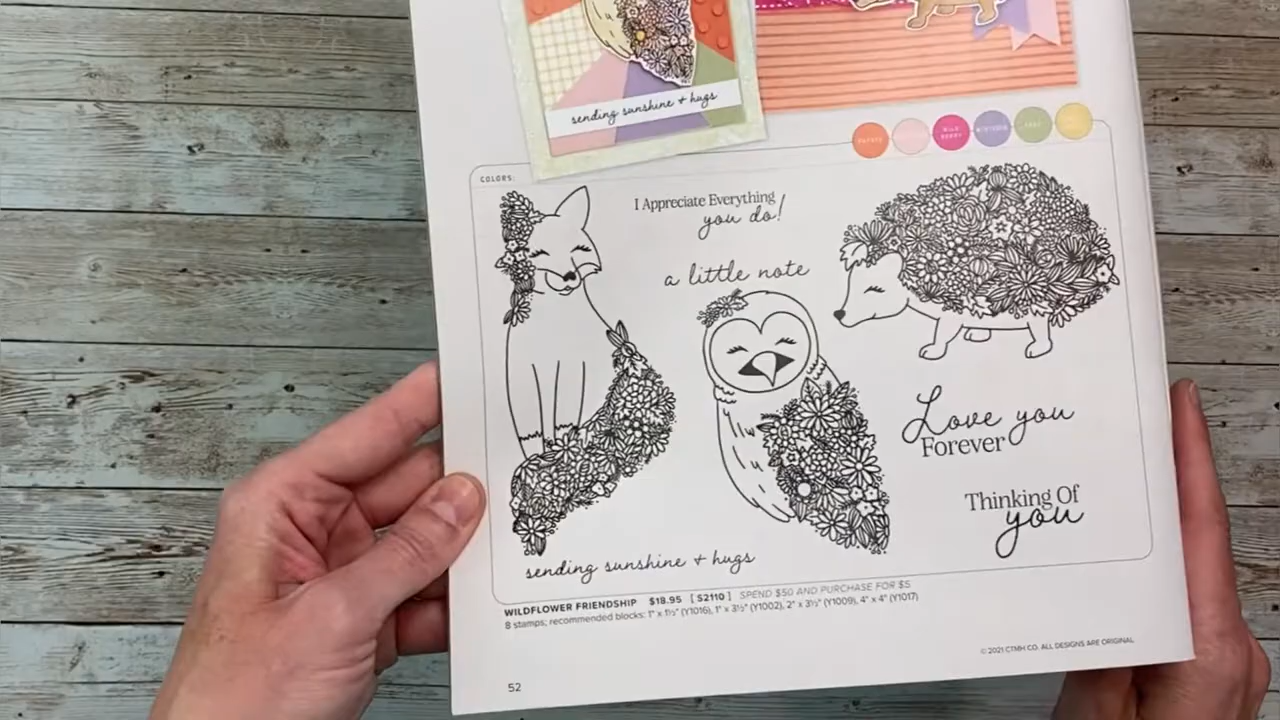 sending sunshine + hugs
COLORS:
WILD BERRY
I Appreciate Everything
you do!
a little note
Love you
Forever
Thinking Of
you
sending sunshine + hugs
WILDFLOWER FRIENDSHIP $18.95 [ S2110 ] SPEND $50 AND PURCHASE FOR $5
8 stamps; recommended blocks: 1" x 1½" (Y1016), 1" x 3½" (Y1002), 2" x 3½" (Y1009), 4" x 4" (Y1017)
© 2021 CTMH CO. ALL DESIGNS ARE ORIGINAL
52